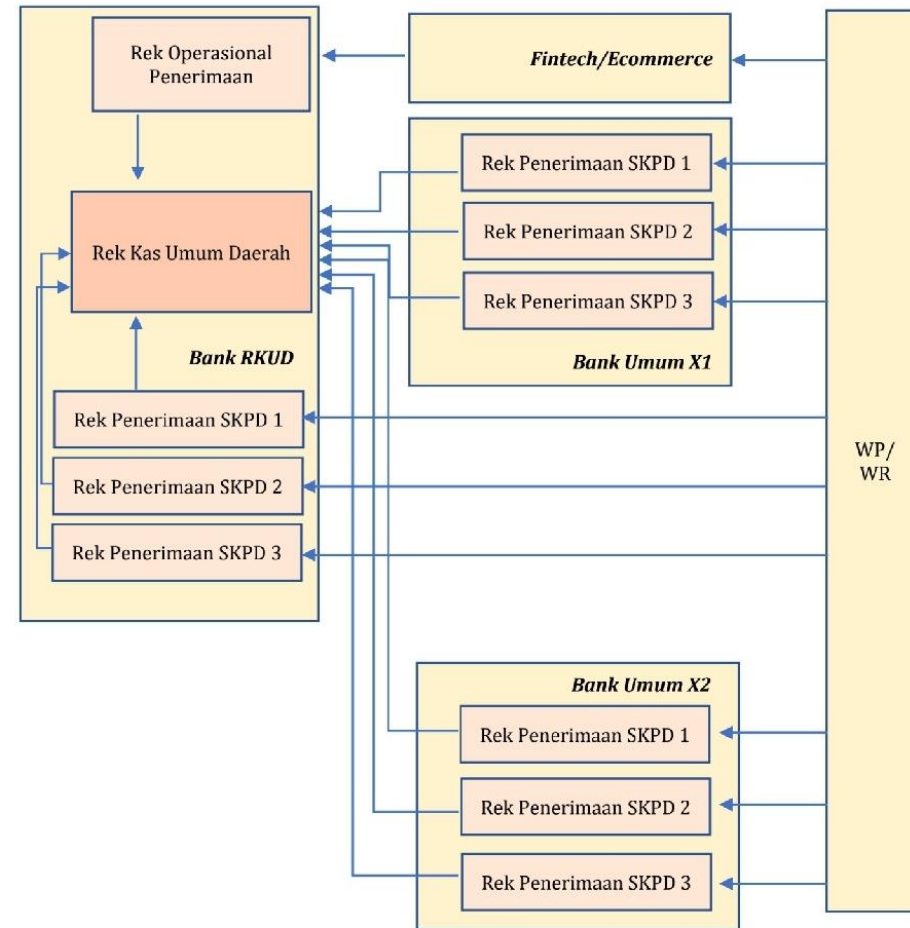 Rek Operasional
Penerimaan
Rek Kas Umum Daerah
Bank RKUD
Rek Penerimaan SKPD 1
Rek Penerimaan SKPD 2
Rek Penerimaan SKPD 3
Fintech/Ecommerce
Rek Penerimaan SKPD 1
Rek Penerimaan SKPD 2
Rek Penerimaan SKPD 3
Bank Umum X1
Bank Umum X2
Rek Penerimaan SKPD 1
Rek Penerimaan SKPD 2
Rek Penerimaan SKPD 3
WP/
WR